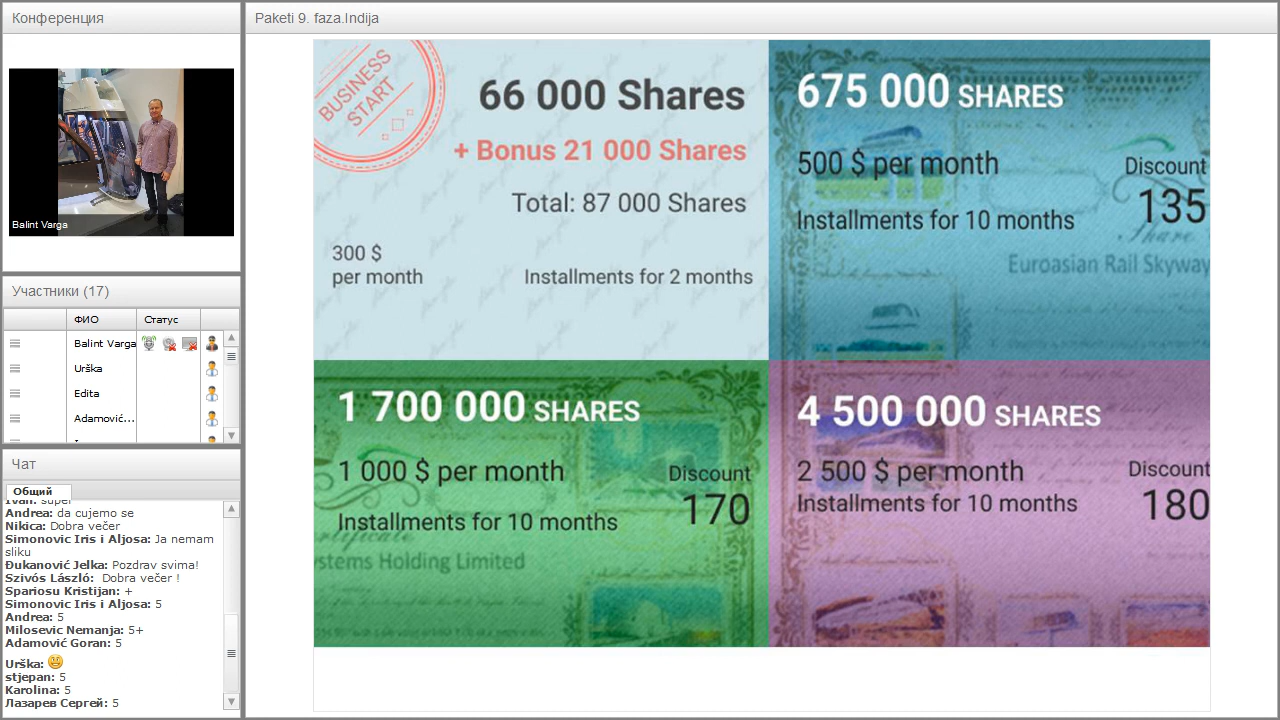 Конференция
Balint Varga
Участники (17)
ФИО
Статус
Balint Varga
Urška
Edita
Adamović...
Чат
Общий
Ivan: super
Andrea: da cujemo se
Nikica: Dobra večer
Simonovic Iris i Aljosa: Ja nemam
sliku
Đukanović Jelka: Pozdrav svima!
Szivós László: Dobra večer !
Spariosu Kristijan: +
Simonovic Iris i Aljosa: 5
Andrea: 5
Milosevic Nemanja: 5+
Adamović Goran: 5
Urška:
stjepan: 5
Karolina: 5
Лазарев Сергей: 5
Paketi 9. faza.Indija
BUSINESS
START
66 000 Shares
+ Bonus 21 000 Shares
Total: 87 000 Shares
300 $
per month
Installments for 2 months
675 000 SHARES
500 $ per month
Discount
135
Installments for 10 months
Share
Euroasian Rail Skyway
1 700 000 SHARES
1 000 $ per month
Discount
170
Installments for 10 months
stems Holding Limited
4 500 000 SHARES
2 500 $ per month
Discount
180
Installments for 10 months